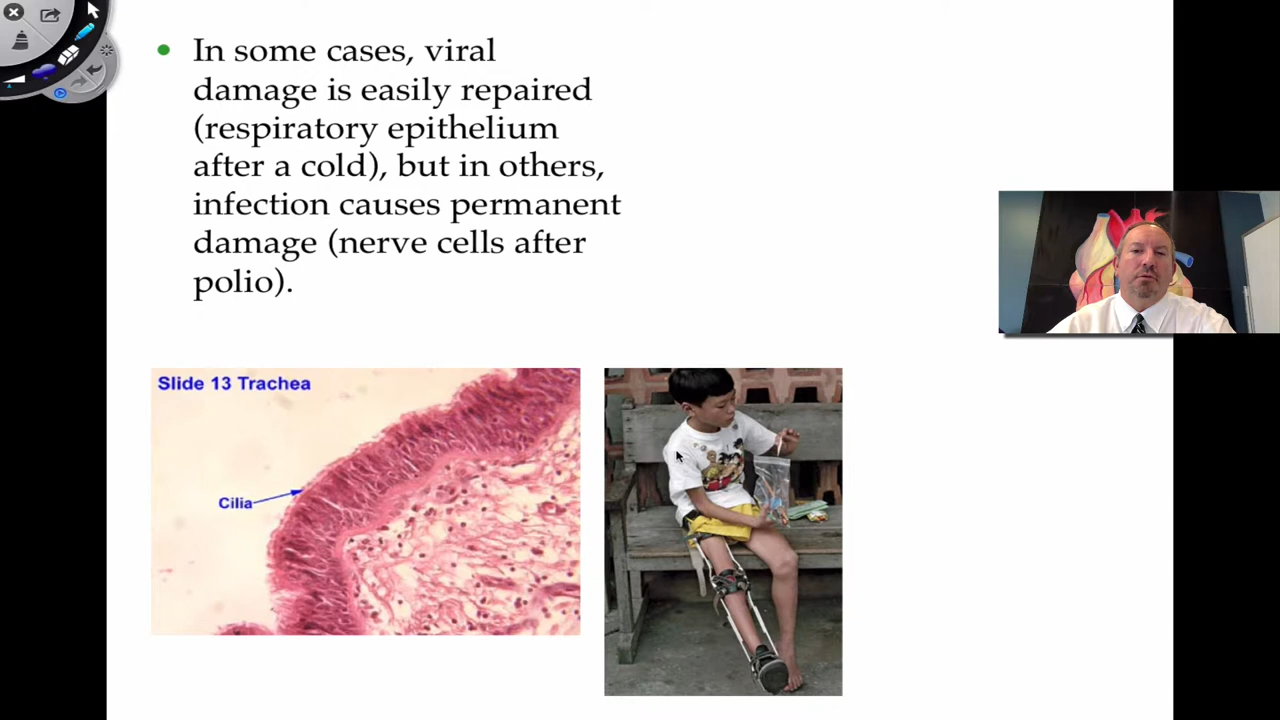 In some cases, viral
damage is easily repaired
(respiratory epithelium
after a cold), but in others,
infection causes permanent
damage (nerve cells after
polio).
Slide 13 Trachea
Cilia